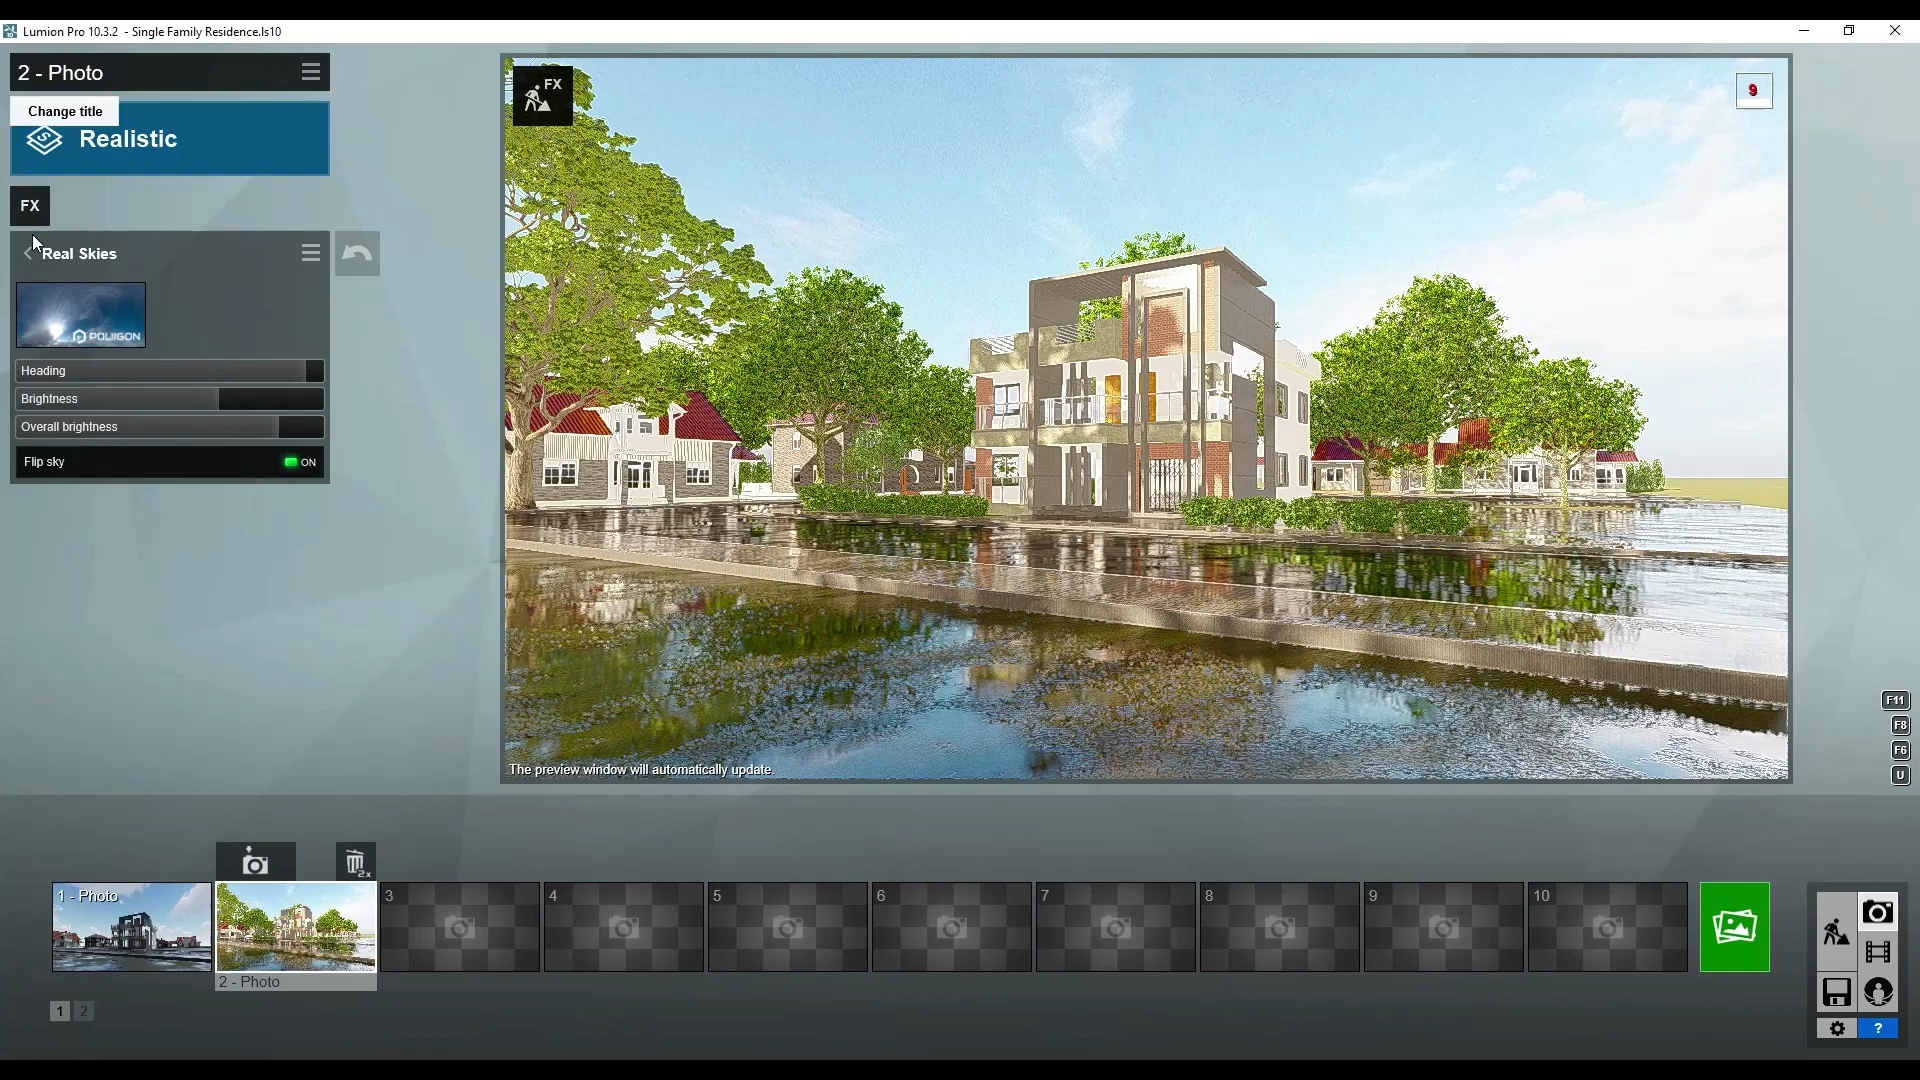 Lumion Pro 10.3.2 - Single Family Residence.ls10
2 - Photo
Change title
Realistic
FX
Real Skies
POLIIGON
Heading
Brightness
Overall brightness
Flip sky
ON
FX
9
The preview window will automatically update.
F11
F8
F6
U
2x
1 - Photo
3
4
5
6
7
8
9
10
2 - Photo
1
2
?